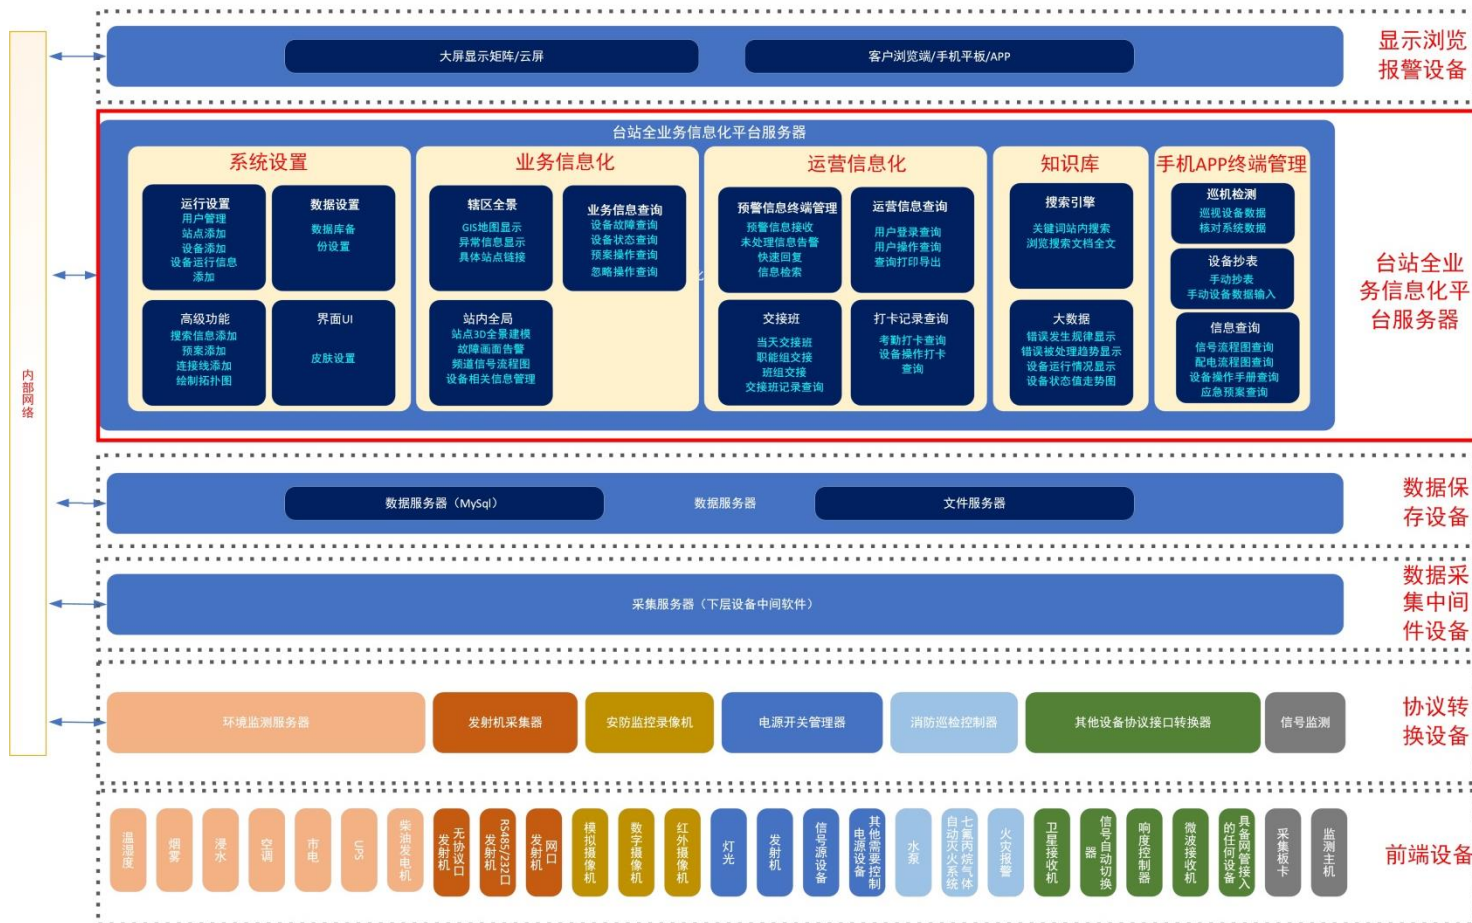 大屏显示矩阵/云屏
客户浏览端/手机平板/APP
显示浏览
报警设备
内部网络
台站全业务信息化平台服务器
系统设置
运行设置
用户管理
站点添加
设备添加
设备运行信息
添加
数据设置
数据库备
份设置
高级功能
搜索信息添加
预案添加
连接线添加
绘制拓扑图
界面UI
皮肤设置
业务信息化
辖区全景
GIS地图显示
异常信息显示
具体站点链接
业务信息查询
设备故障查询
设备状态查询
预案操作查询
忽略操作查询
站内全局
站点3D全景建模
故障画面告警
频道信号流程图
设备相关信息管理
运营信息化
预警信息终端管理
预警信息接收
未处理信息告警
快速回复
信息检索
运营信息查询
用户登录查询
用户操作查询
查询打印导出
交接班
当天交接班
职能组交接
班组交接
交接班记录查询
打卡记录查询
考勤打卡查询
设备操作打卡
查询
知识库
搜索引擎
关键词站内搜索
浏览搜索文档全文
大数据
错误发生规律显示
错误被处理趋势显示
设备运行情况显示
设备状态值走势图
手机APP终端管理
巡机检测
巡视设备数据
核对系统数据
设备抄表
手动抄表
手动设备数据输入
信息查询
信号流程图查询
配电流程图查询
设备操作手册查询
应急预案查询
台站全业
务信息化平
台服务器
数据服务器（MySql）
数据服务器
文件服务器
数据保
存设备
采集服务器（下层设备中间软件）
数据采
集中间
件设备
环境监测服务器
发射机采集器
安防监控录像机
电源开关管理器
消防巡检控制器
其他设备协议接口转换器
信号监测
协议转
换设备
温湿度
烟雾
浸水
空调
市电
UPS
柴油发电机
无协议口
发射机
RS485/232口
发射机
网口
发射机
模拟摄像机
数字摄像机
红外摄像机
灯光
发射机
信号源设备
其他需要控制
电源设备
水泵
七氟丙烷气体
自动灭火系统
火灾报警
卫星接收机
信号自动切换
器
响度控制器
微波接收机
具备网管接入
的任何设备
采集板卡
监测主机
前端设备